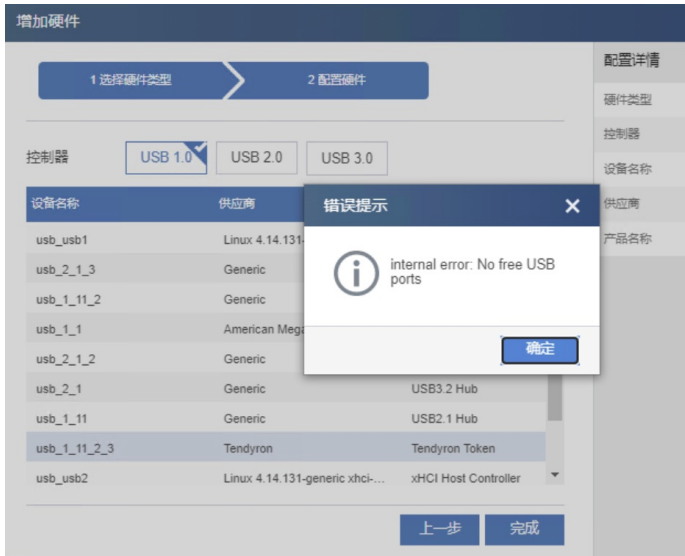 增加硬件
1 选择硬件类型
2 配置硬件
控制器
USB 1.0
USB 2.0
USB 3.0
设备名称
供应商
usb_usb1
Linux 4.14.131-
usb_2_1_3
Generic
usb_1_11_2
Generic
usb_1_1
American Mega
usb_2_1_2
Generic
usb_2_1
Generic
USB3.2 Hub
usb_1_11
Generic
USB2.1 Hub
usb_1_11_2_3
Tendyron
Tendyron Token
usb_usb2
Linux 4.14.131-generic xhci-...
xHCI Host Controller
上一步
完成
错误提示
internal error: No free USB
ports
确定
配置详情
硬件类型
控制器
设备名称
供应商
产品名称